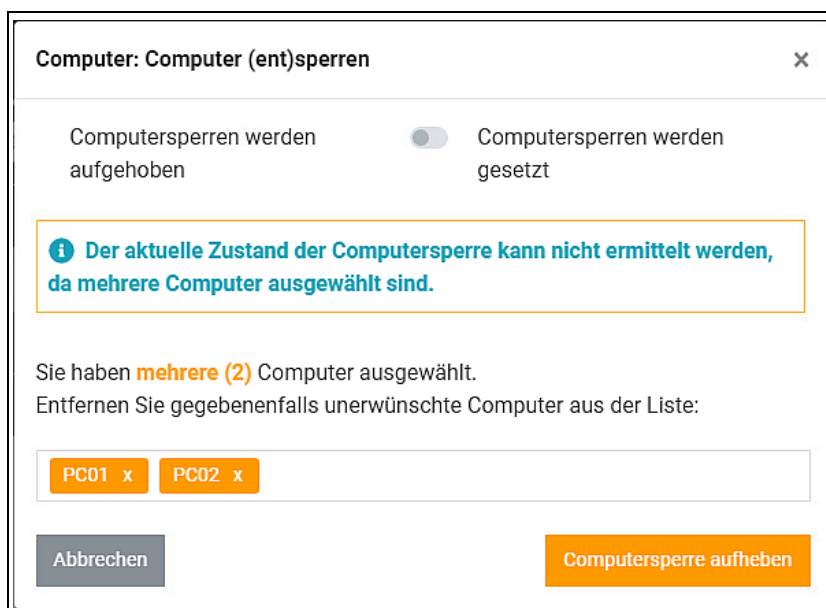 Computer: Computer (ent)sperren ×
Computersperren werden aufgehoben
Computersperren werden gesetzt
Der aktuelle Zustand der Computersperre kann nicht ermittelt werden,
da mehrere Computer ausgewählt sind.
Sie haben mehrere (2) Computer ausgewählt.
Entfernen Sie gegebenenfalls unerwünschte Computer aus der Liste:
PC01 x PC02 x
Abbrechen Computersperre aufheben